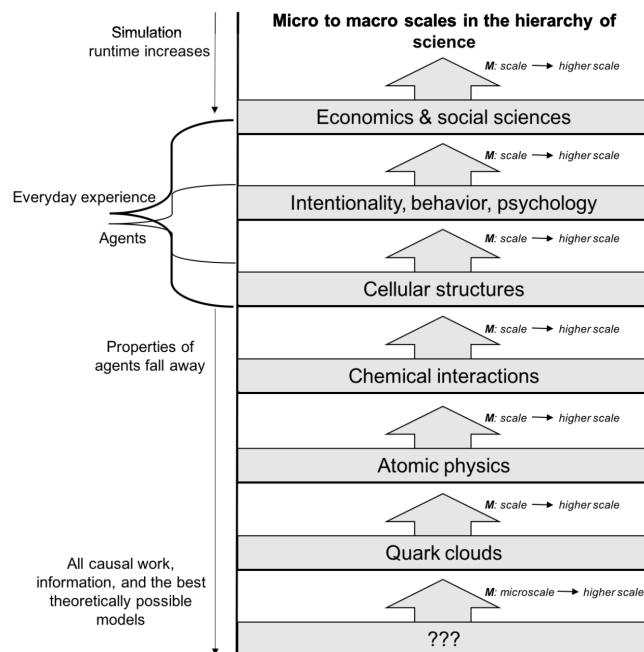 Micro to macro scales in the hierarchy of
science
Simulation
runtime increases
M: scale → higher scale
Economics & social sciences
M: scale → higher scale
Everyday experience
Intentionality, behavior, psychology
Agents
M: scale → higher scale
Cellular structures
M: scale → higher scale
Properties of
agents fall away
Chemical interactions
M: scale → higher scale
Atomic physics
M: scale → higher scale
Quark clouds
All causal work,
information, and the best
theoretically possible
models
M: microscale → higher scale
???